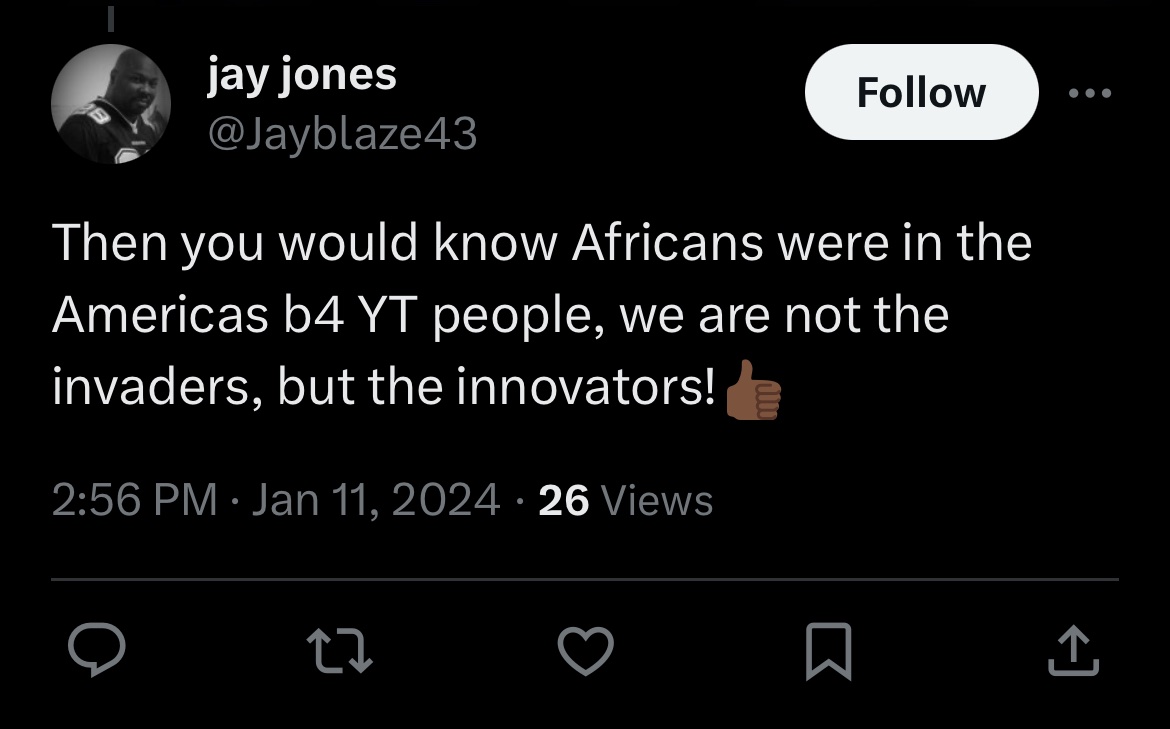 jay jones
Follow
@Jayblaze43
Then you would know Africans were in the
Americas b4 YT people, we are not the
invaders, but the innovators!👍🏾
2:56 PM · Jan 11, 2024 · 26 Views